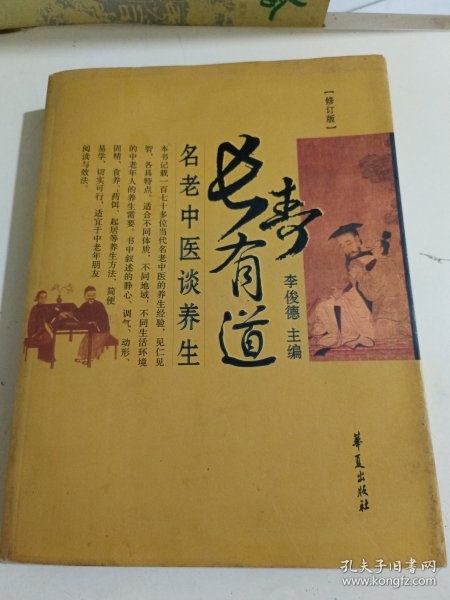 【修订版】
长寿有道
李俊德 主编
名老中医谈养生
本书记载一百七十多位当代名老中医的养生经验，见仁见
智，各具特点。适合不同体质，不同地域，不同生活环境
的中老年人的养生需要。书中叙述的静心、调气、动形、
固精、食养、药饵、起居等养生方法，简便
易学，切实可行，适宜于中老年朋友
阅读与效法。
華夏出版社
孔夫子旧书网
www.kongfz.com